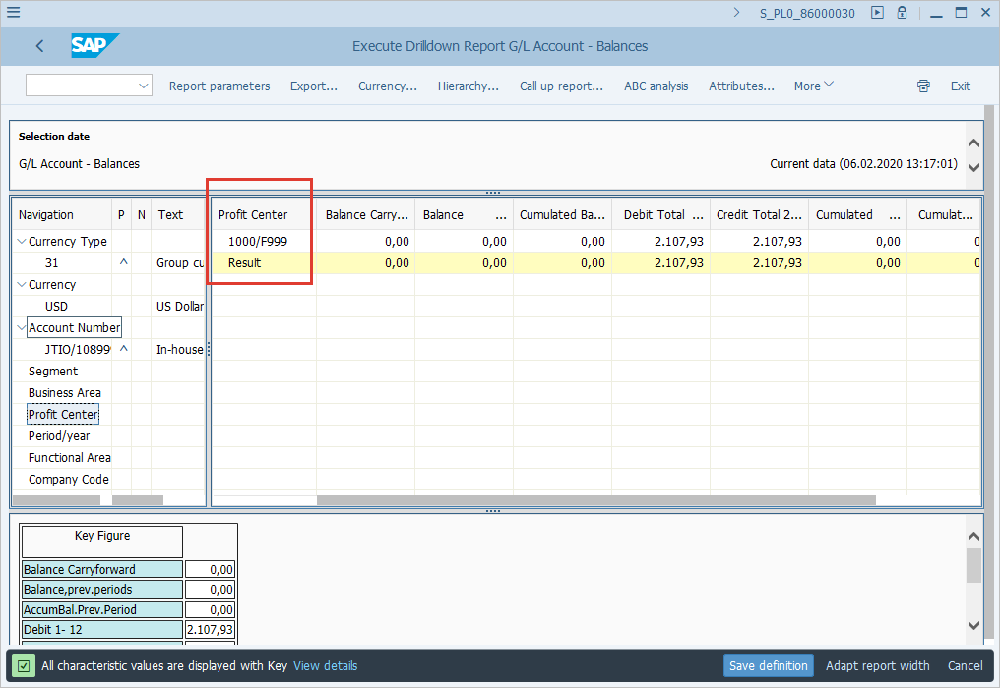 S_PL0_86000030
SAP Execute Drilldown Report G/L Account - Balances
Report parameters Export... Currency... Hierarchy... Call up report... ABC analysis Attributes... More Exit
Selection date
G/L Account - Balances Current data (06.02.2020 13:17:01)
Navigation P N Text Profit Center Balance Carry... Balance ... Cumulated Ba... Debit Total ... Credit Total 2... Cumulated ... Cumulat...
Currency Type 1000/F999 0,00 0,00 0,00 2.107,93 2.107,93 0,00 0
31 Group cu Result 0,00 0,00 0,00 2.107,93 2.107,93 0,00 0
Currency
USD US Dollar
Account Number
JTIO/10899 In-house
Segment
Business Area
Profit Center
Period/year
Functional Area
Company Code
Key Figure
Balance Carryforward 0,00
Balance,prev.periods 0,00
AccumBal.Prev.Period 0,00
Debit 1- 12 2.107,93
All characteristic values are displayed with Key View details Save definition Adapt report width Cancel